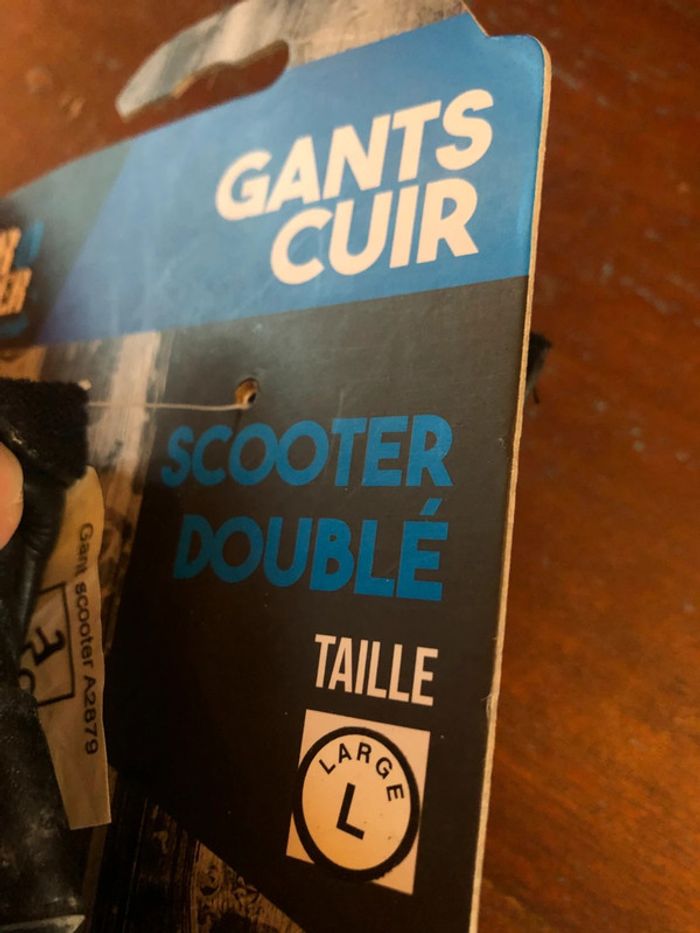 GANTS
CUIR
SCOOTER
DOUBLÉ
TAILLE
LARGE
L
Gant scooter A2879